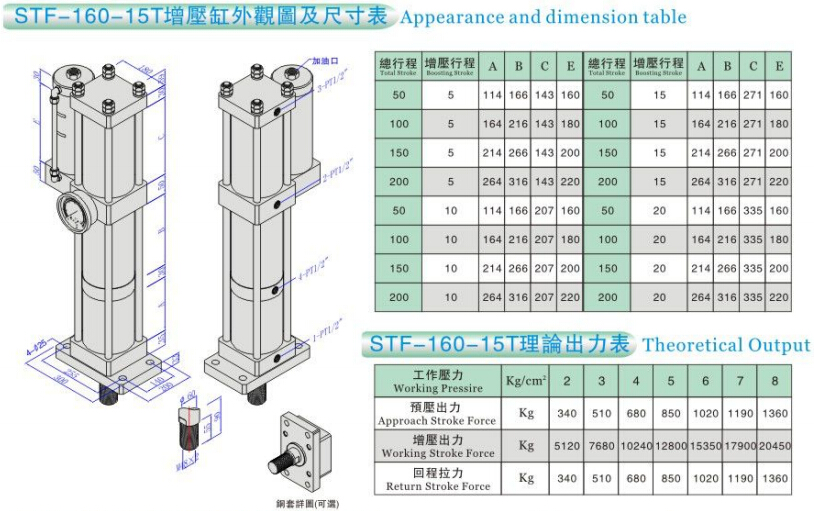 STF-160-15T增壓缸外觀圖及尺寸表 Appearance and dimension table
加油口
3-PT1/2"
2-PT1/2"
4-PT1/2"
1-PT1/2"
4-Φ25
銅套詳圖(可選)
總行程 增壓行程 A B C E 總行程 增壓行程 A B C E
Total Stroke Boosting Stroke Total Stroke Boosting Stroke
50 5 114 166 143 160 50 15 114 166 271 160
100 5 164 216 143 180 100 15 164 216 271 180
150 5 214 266 143 200 150 15 214 266 271 200
200 5 264 316 143 220 200 15 264 316 271 220
50 10 114 166 207 160 50 20 114 166 335 160
100 10 164 216 207 180 100 20 164 216 335 180
150 10 214 266 207 200 150 20 214 266 335 200
200 10 264 316 207 220 200 20 264 316 335 220
STF-160-15T理論出力表 Theoretical Output
工作壓力
Working Pressire Kg/cm² 2 3 4 5 6 7 8
預壓出力
Approach Stroke Force Kg 340 510 680 850 1020 1190 1360
增壓出力
Working Stroke Force Kg 5120 7680 10240 12800 15350 17900 20450
回程拉力
Return Stroke Force Kg 340 510 680 850 1020 1190 1360